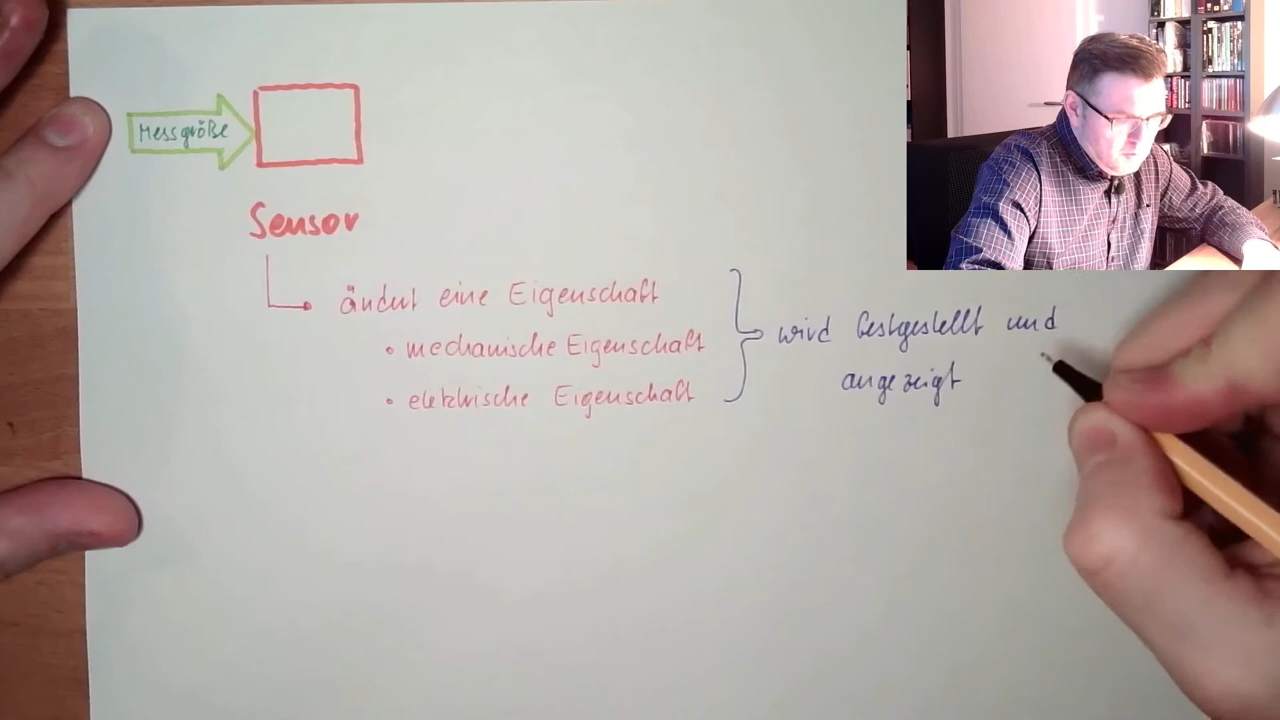 Messgröße
Sensor
ändert eine Eigenschaft
• mechanische Eigenschaft
• elektrische Eigenschaft
wird festgestellt und
angezeigt